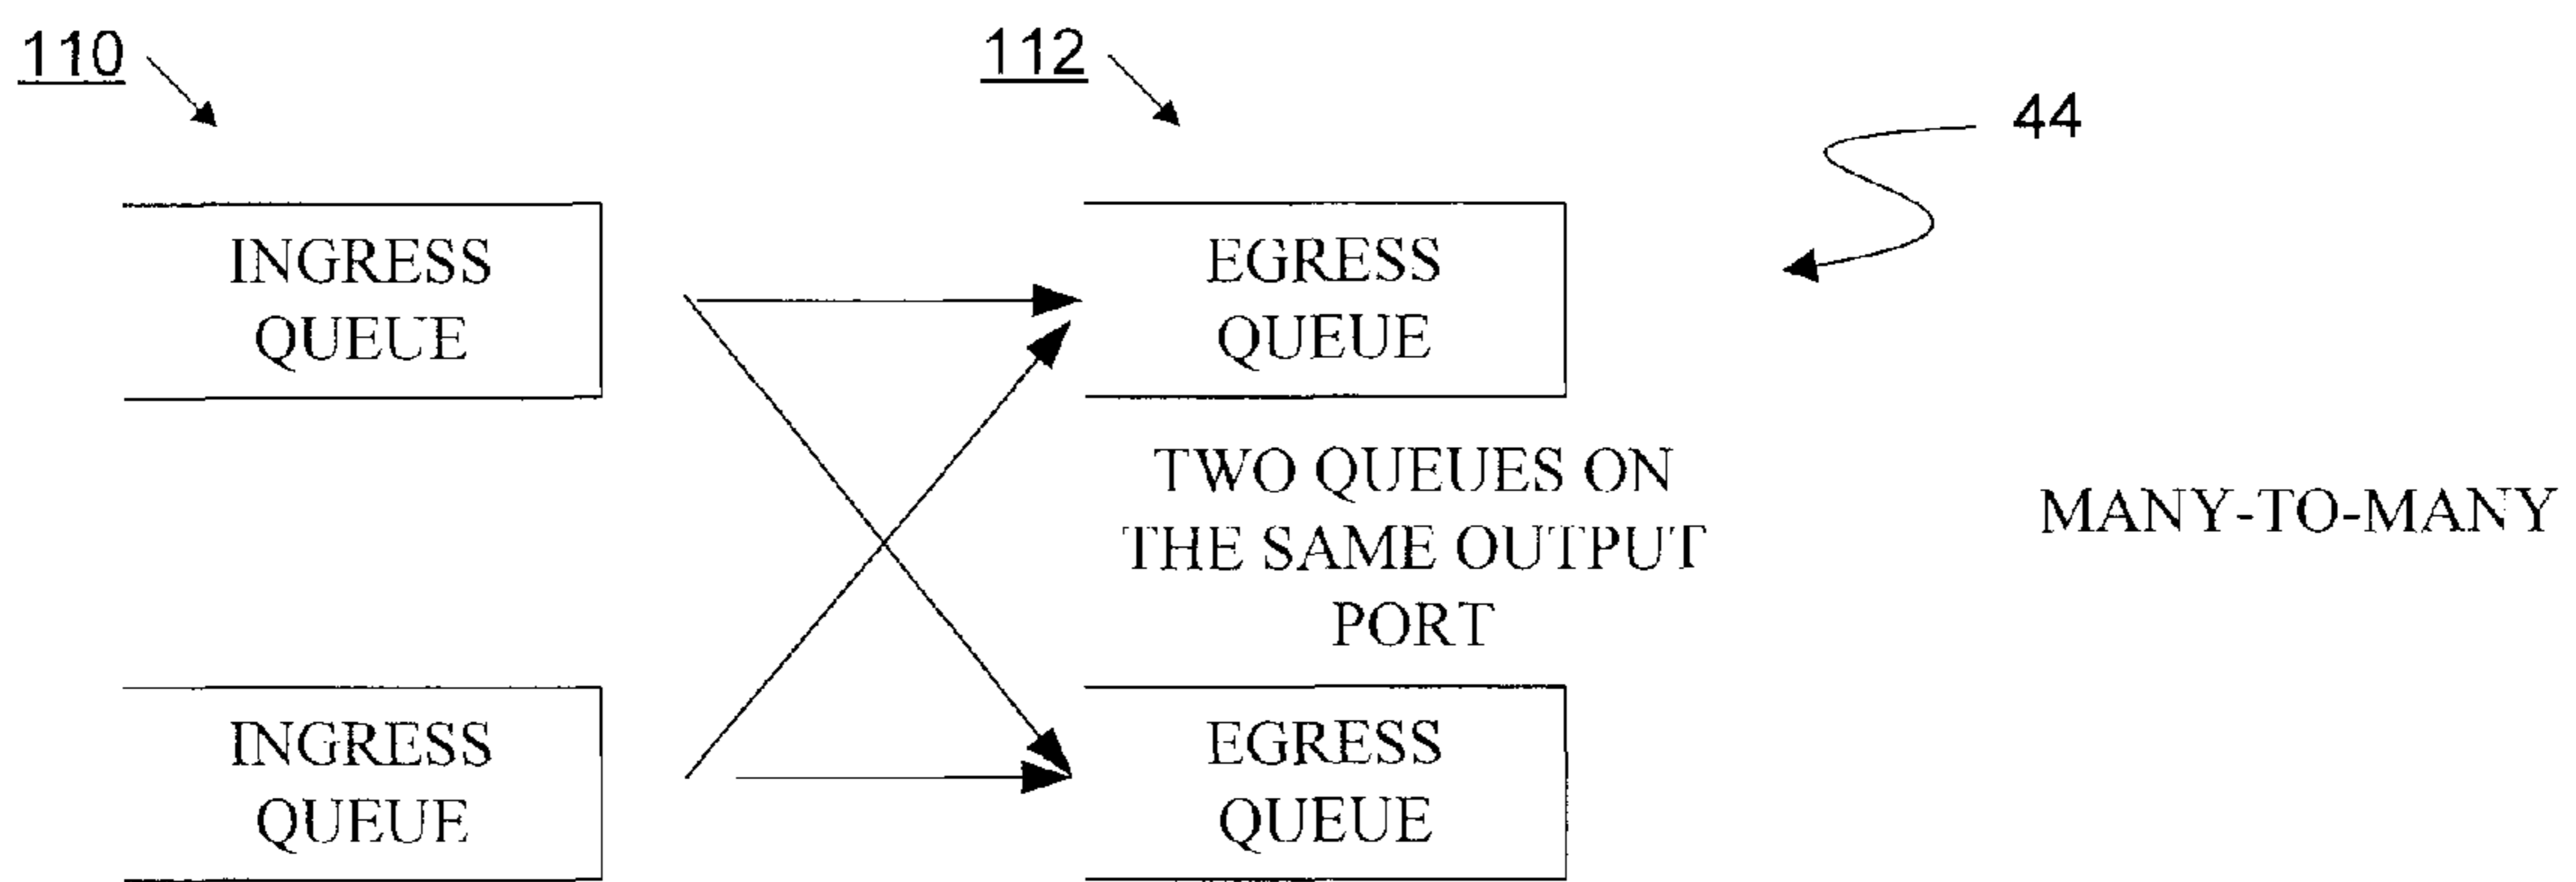 110
112
44
INGRESS
QUEUE
EGRESS
QUEUE
TWO QUEUES ON
THE SAME OUTPUT
PORT
MANY-TO-MANY
INGRESS
QUEUE
EGRESS
QUEUE